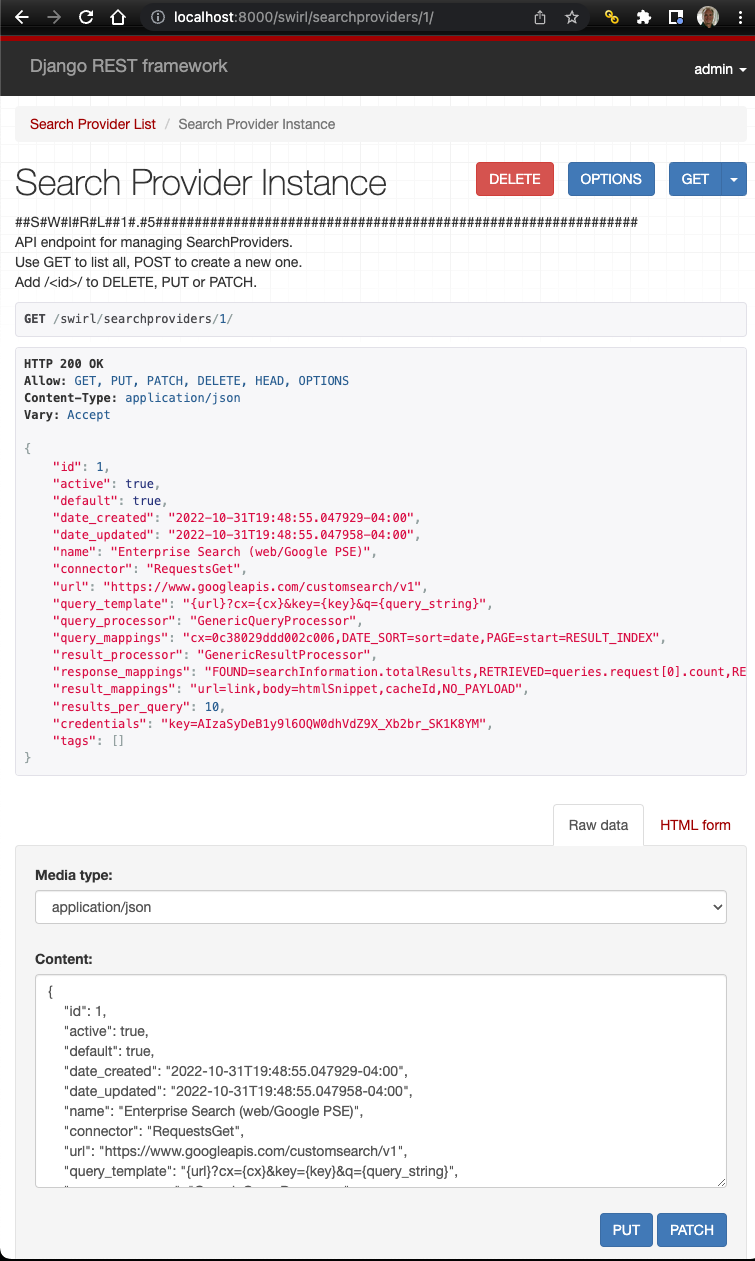 localhost:8000/swirl/searchproviders/1/
Django REST framework
admin
Search Provider List / Search Provider Instance
Search Provider Instance
DELETE
OPTIONS
GET
##S#W#I#R#L##1#.#5##############################################################
API endpoint for managing SearchProviders.
Use GET to list all, POST to create a new one.
Add /<id>/ to DELETE, PUT or PATCH.
GET /swirl/searchproviders/1/
HTTP 200 OK
Allow: GET, PUT, PATCH, DELETE, HEAD, OPTIONS
Content-Type: application/json
Vary: Accept
{
"id": 1,
"active": true,
"default": true,
"date_created": "2022-10-31T19:48:55.047929-04:00",
"date_updated": "2022-10-31T19:48:55.047958-04:00",
"name": "Enterprise Search (web/Google PSE)",
"connector": "RequestsGet",
"url": "https://www.googleapis.com/customsearch/v1",
"query_template": "{url}?cx={cx}&key={key}&q={query_string}",
"query_processor": "GenericQueryProcessor",
"query_mappings": "cx=0c38029ddd002c006,DATE_SORT=sort=date,PAGE=start=RESULT_INDEX",
"result_processor": "GenericResultProcessor",
"response_mappings": "FOUND=searchInformation.totalResults,RETRIEVED=queries.request[0].count,RE
"result_mappings": "url=link,body=htmlSnippet,cacheId,NO_PAYLOAD",
"results_per_query": 10,
"credentials": "key=AIzaSyDeB1y9l6OQW0dhVdZ9X_Xb2br_SK1K8YM",
"tags": []
}
Raw data
HTML form
Media type:
application/json
Content:
{
"id": 1,
"active": true,
"default": true,
"date_created": "2022-10-31T19:48:55.047929-04:00",
"date_updated": "2022-10-31T19:48:55.047958-04:00",
"name": "Enterprise Search (web/Google PSE)",
"connector": "RequestsGet",
"url": "https://www.googleapis.com/customsearch/v1",
"query_template": "{url}?cx={cx}&key={key}&q={query_string}",
PUT
PATCH